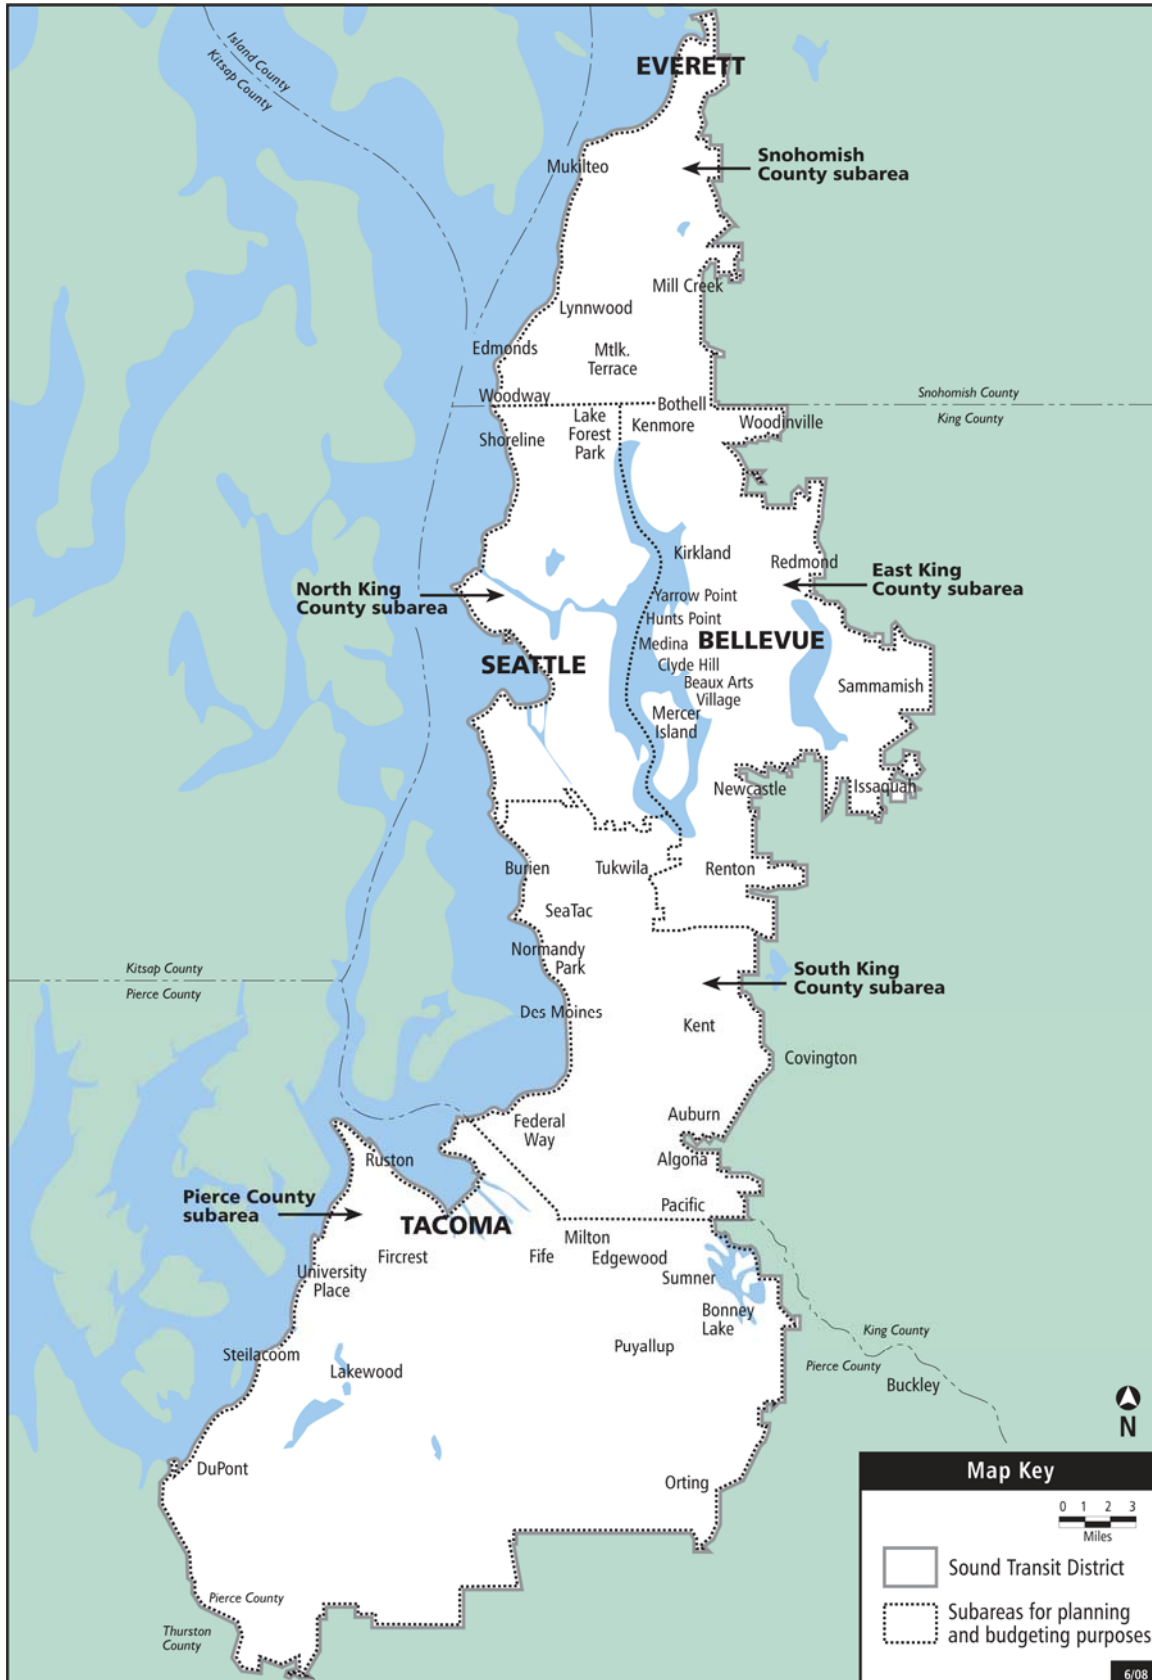 Island County
Kitsap County
EVERETT
Mukilteo
Snohomish
County subarea
Mill Creek
Lynnwood
Edmonds
Mtlk.
Terrace
Woodway
Bothell
Snohomish County
King County
Lake
Forest
Park
Kenmore
Woodinville
Shoreline
Kirkland
Redmond
North King
County subarea
East King
County subarea
Yarrow Point
Hunts Point
Medina
BELLEVUE
SEATTLE
Clyde Hill
Beaux Arts
Village
Sammamish
Mercer
Island
Newcastle
Issaquah
Burien
Tukwila
Renton
SeaTac
Normandy
Park
Kitsap County
Pierce County
South King
County subarea
Des Moines
Kent
Covington
Federal
Way
Auburn
Ruston
Algona
Pierce County
subarea
Pacific
TACOMA
Milton
Fircrest
Fife
Edgewood
University
Place
Sumner
Bonney
Lake
Steilacoom
Lakewood
Puyallup
King County
Pierce County
Buckley
N
DuPont
Orting
Pierce County
Thurston
County
Map Key
0 1 2 3
Miles
Sound Transit District
Subareas for planning
and budgeting purposes
6/08